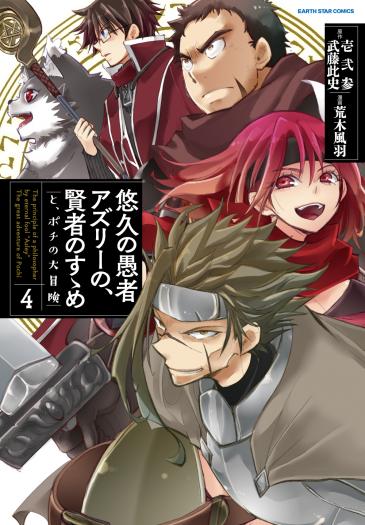 EARTH STAR COMICS
原作 壱弐参
武藤此史
漫画 荒木風羽
悠久の愚者
アズリーの、
賢者のすゝめ
と、ポチの大冒険
The principle of a philosopher
by eternal fool "Asley"
The great adventure of Pochi
4